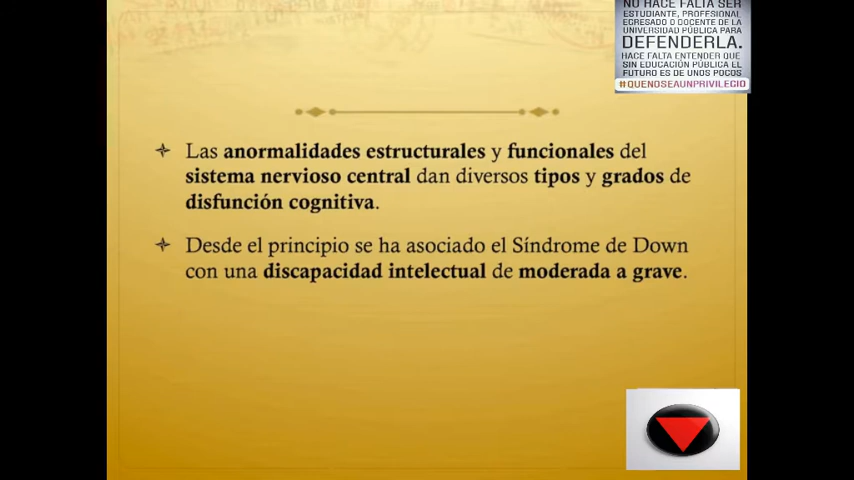 NO HACE FALTA SER
ESTUDIANTE, PROFESIONAL,
EGRESADO O DOCENTE DE LA
UNIVERSIDAD PÚBLICA PARA
DEFENDERLA.
HACE FALTA ENTENDER QUE
SIN EDUCACIÓN PÚBLICA EL
FUTURO ES DE UNOS POCOS
#QUENOSEAUNPRIVILEGIO
Las anormalidades estructurales y funcionales del
sistema nervioso central dan diversos tipos y grados de
disfunción cognitiva.
Desde el principio se ha asociado el Síndrome de Down
con una discapacidad intelectual de moderada a grave.